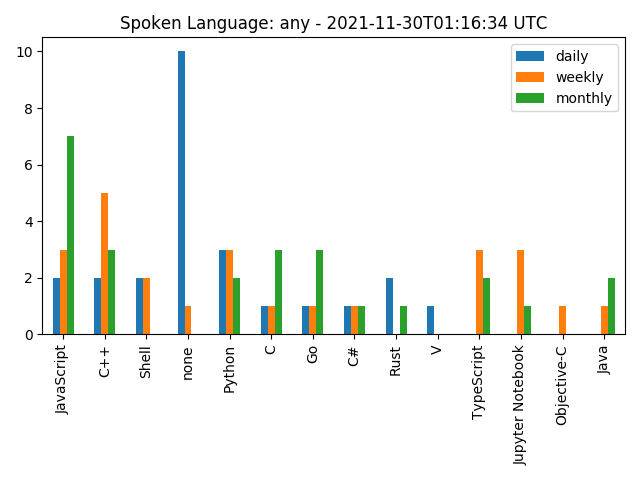 Spoken Language: any - 2021-11-30T01:16:34 UTC
daily
weekly
monthly
10
8
6
4
2
0
JavaScript
C++
Shell
none
Python
C
Go
C#
Rust
V
TypeScript
Jupyter Notebook
Objective-C
Java